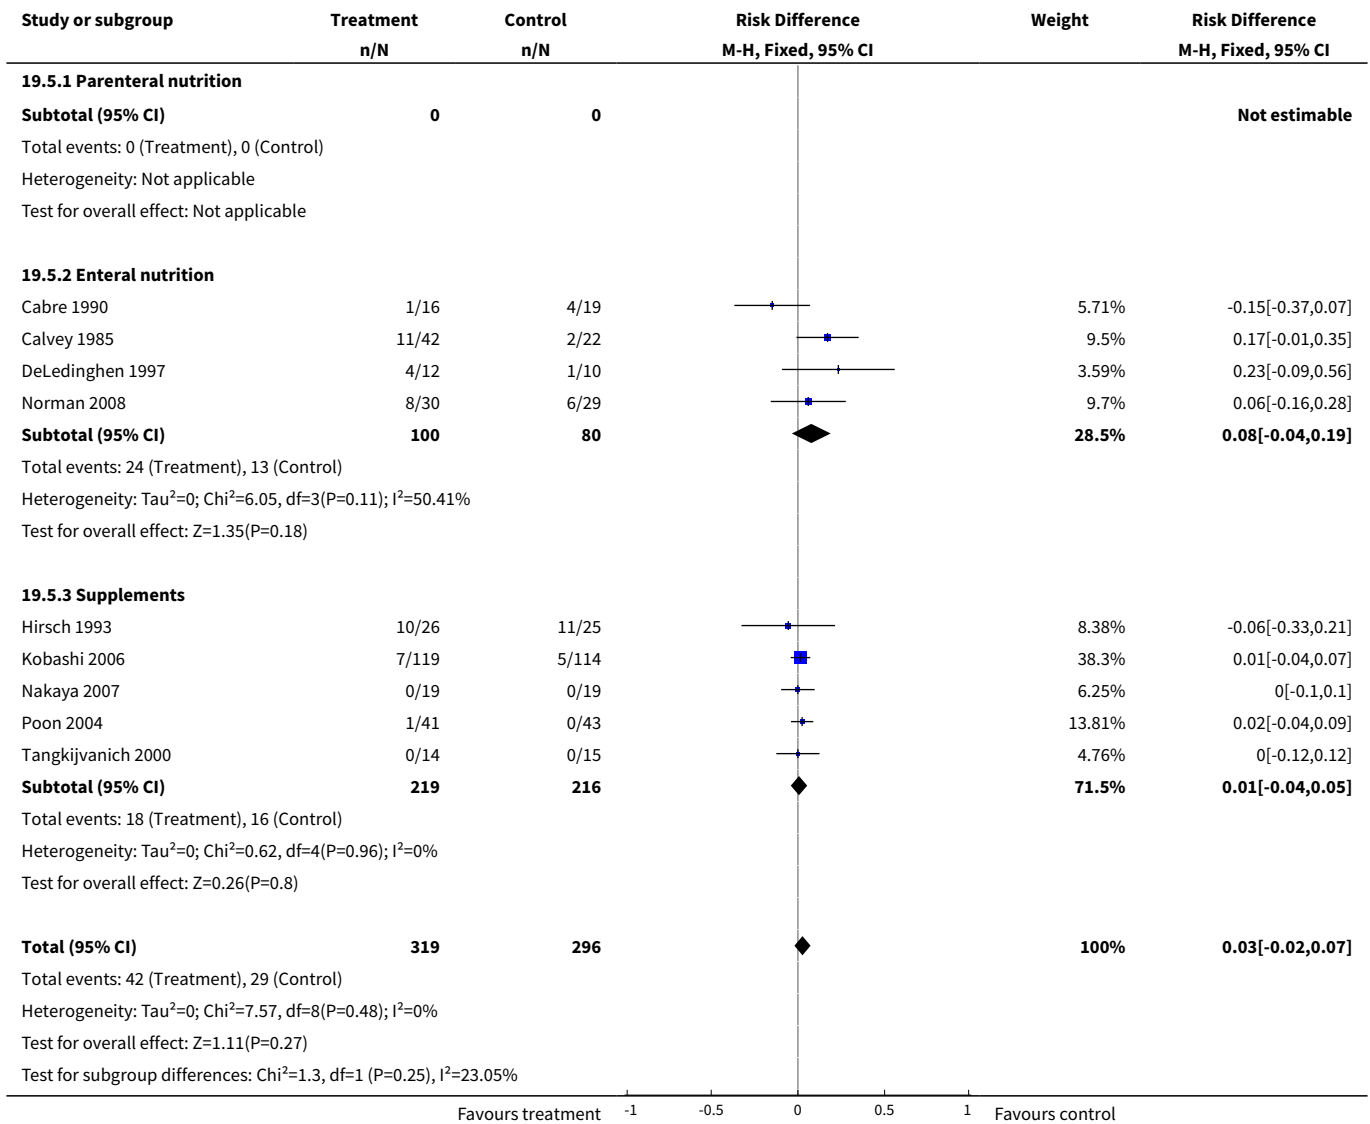 Study or subgroup Treatment Control Risk Difference Weight Risk Difference
n/N n/N M-H, Fixed, 95% CI M-H, Fixed, 95% CI
19.5.1 Parenteral nutrition
Subtotal (95% CI) 0 0 Not estimable
Total events: 0 (Treatment), 0 (Control)
Heterogeneity: Not applicable
Test for overall effect: Not applicable
19.5.2 Enteral nutrition
Cabre 1990 1/16 4/19 5.71% -0.15[-0.37,0.07]
Calvey 1985 11/42 2/22 9.5% 0.17[-0.01,0.35]
DeLedinghen 1997 4/12 1/10 3.59% 0.23[-0.09,0.56]
Norman 2008 8/30 6/29 9.7% 0.06[-0.16,0.28]
Subtotal (95% CI) 100 80 28.5% 0.08[-0.04,0.19]
Total events: 24 (Treatment), 13 (Control)
Heterogeneity: Tau²=0; Chi²=6.05, df=3(P=0.11); I²=50.41%
Test for overall effect: Z=1.35(P=0.18)
19.5.3 Supplements
Hirsch 1993 10/26 11/25 8.38% -0.06[-0.33,0.21]
Kobashi 2006 7/119 5/114 38.3% 0.01[-0.04,0.07]
Nakaya 2007 0/19 0/19 6.25% 0[-0.1,0.1]
Poon 2004 1/41 0/43 13.81% 0.02[-0.04,0.09]
Tangkijvanich 2000 0/14 0/15 4.76% 0[-0.12,0.12]
Subtotal (95% CI) 219 216 71.5% 0.01[-0.04,0.05]
Total events: 18 (Treatment), 16 (Control)
Heterogeneity: Tau²=0; Chi²=0.62, df=4(P=0.96); I²=0%
Test for overall effect: Z=0.26(P=0.8)
Total (95% CI) 319 296 100% 0.03[-0.02,0.07]
Total events: 42 (Treatment), 29 (Control)
Heterogeneity: Tau²=0; Chi²=7.57, df=8(P=0.48); I²=0%
Test for overall effect: Z=1.11(P=0.27)
Test for subgroup differences: Chi²=1.3, df=1 (P=0.25), I²=23.05%
Favours treatment -1 -0.5 0 0.5 1 Favours control